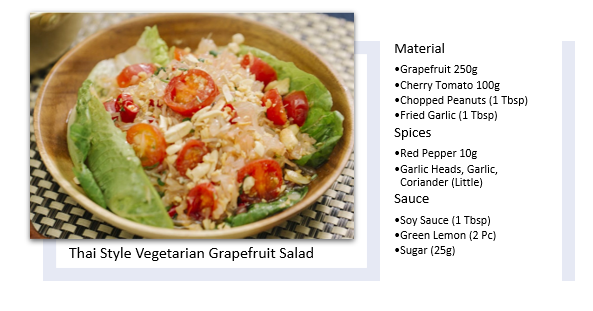 Thai Style Vegetarian Grapefruit Salad
Material
•Grapefruit 250g
•Cherry Tomato 100g
•Chopped Peanuts (1 Tbsp)
•Fried Garlic (1 Tbsp)
Spices
•Red Pepper 10g
•Garlic Heads, Garlic,
Coriander (Little)
Sauce
•Soy Sauce (1 Tbsp)
•Green Lemon (2 Pc)
•Sugar (25g)